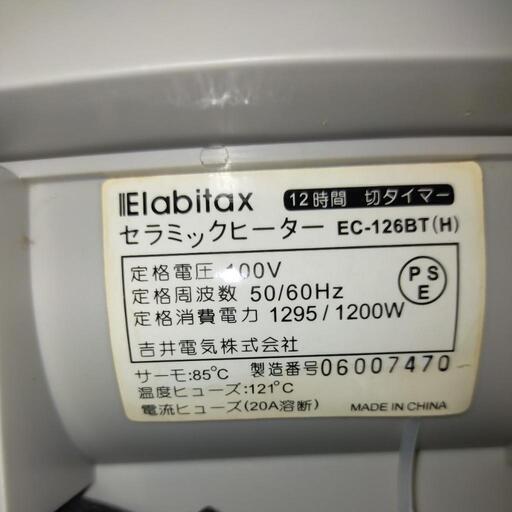 Elabitax 12時間 切タイマー
セラミックヒーター EC-126BT(H)
定格電圧 100V
定格周波数 50/60Hz
定格消費電力 1295/1200W
PSE
吉井電気株式会社
サーモ:85°C 製造番号06007470
温度ヒューズ:121°C
電流ヒューズ(20A溶断) MADE IN CHINA